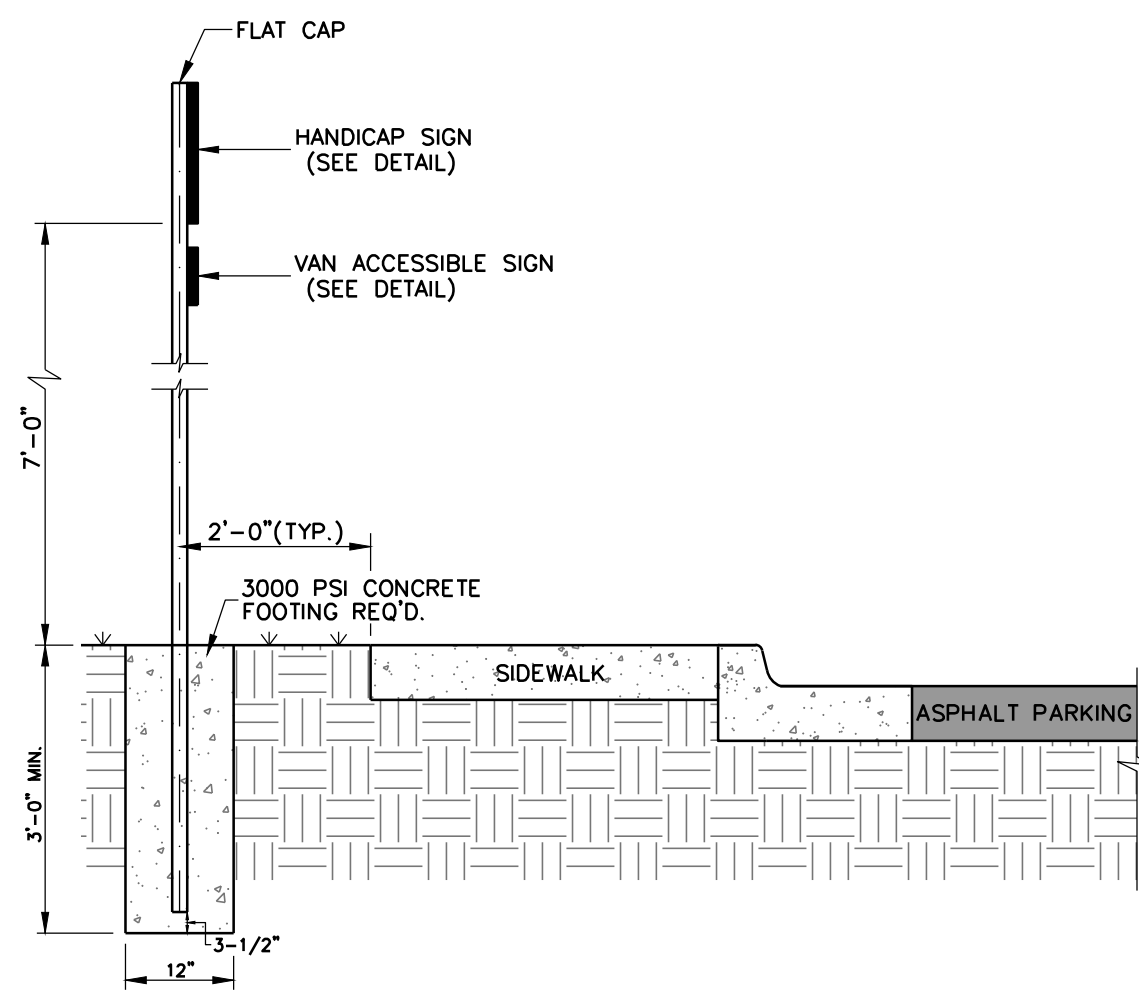 FLAT CAP
HANDICAP SIGN
(SEE DETAIL)
VAN ACCESSIBLE SIGN
(SEE DETAIL)
7'-0"
2'-0"(TYP.)
3000 PSI CONCRETE
FOOTING REQ'D.
SIDEWALK
ASPHALT PARKING
3'-0" MIN.
3-1/2"
12"